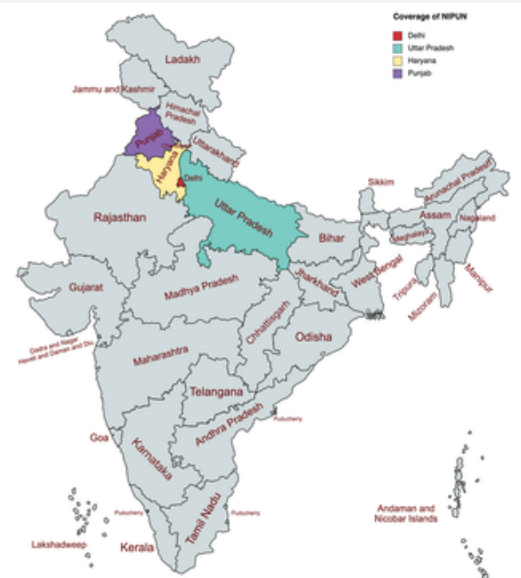 Coverage of NIPUN
Delhi
Uttar Pradesh
Haryana
Punjab
Ladakh
Jammu and Kashmir
Himachal
Pradesh
Punjab
Uttarakhand
Haryana
Delhi
Uttar Pradesh
Rajasthan
Sikkim
Arunachal Pradesh
Assam
Nagaland
Meghalaya
Bihar
Manipur
Tripura
Mizoram
West Bengal
Jharkhand
Gujarat
Madhya Pradesh
Chhattisgarh
Odisha
Dadra and Nagar
Haveli and Daman and Diu
Maharashtra
Telangana
Andhra Pradesh
Puducherry
Goa
Karnataka
Puducherry
Puducherry
Tamil Nadu
Kerala
Lakshadweep
Andaman and
Nicobar Islands